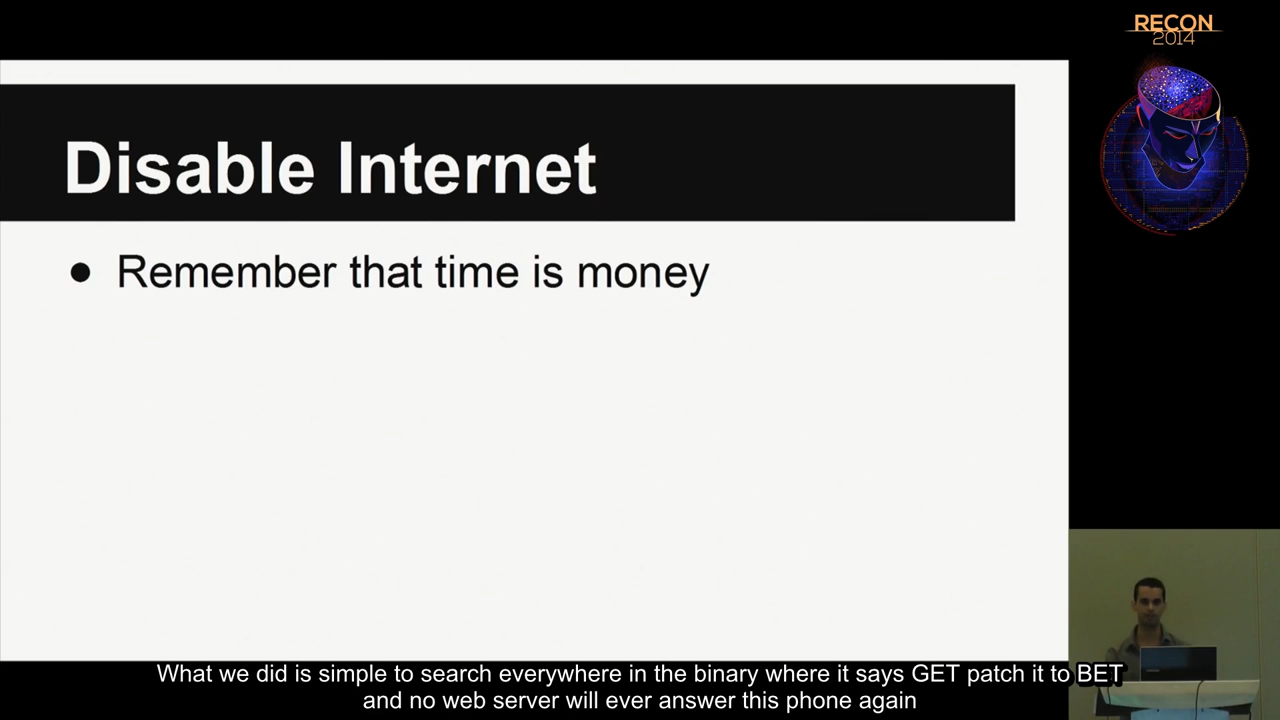 RECON
2014
Disable Internet
● Remember that time is money
What we did is simple to search everywhere in the binary where it says GET patch it to BET
and no web server will ever answer this phone again